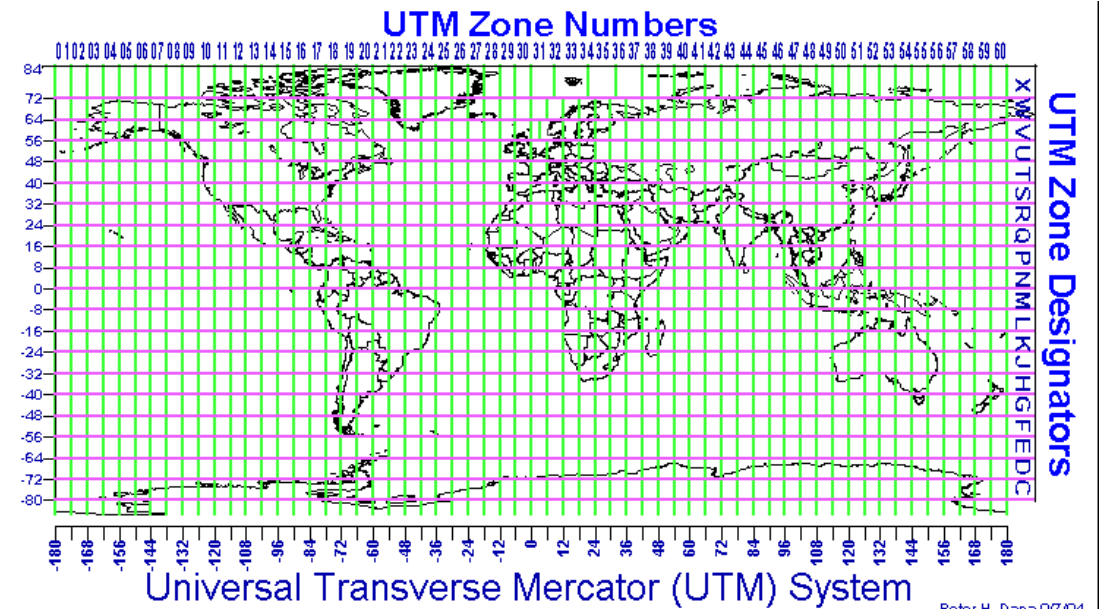 UTM Zone Numbers
01 02 03 04 05 06 07 08 09 10 11 12 13 14 15 16 17 18 19 20 21 22 23 24 25 26 27 28 29 30 31 32 33 34 35 36 37 38 39 40 41 42 43 44 45 46 47 48 49 50 51 52 53 54 55 56 57 58 59 60
84
72
64
56
48
40
32
24
16
8
0
-8
-16
-24
-32
-40
-48
-56
-64
-72
-80
X
W
V
U
T
S
R
Q
P
N
M
L
K
J
H
G
F
E
D
C
UTM Zone Designators
-180 -168 -156 -144 -132 -120 -108 -96 -84 -72 -60 -48 -36 -24 -12 0 12 24 36 48 60 72 84 96 108 120 132 144 156 168 180
Universal Transverse Mercator (UTM) System
Peter H. Dana